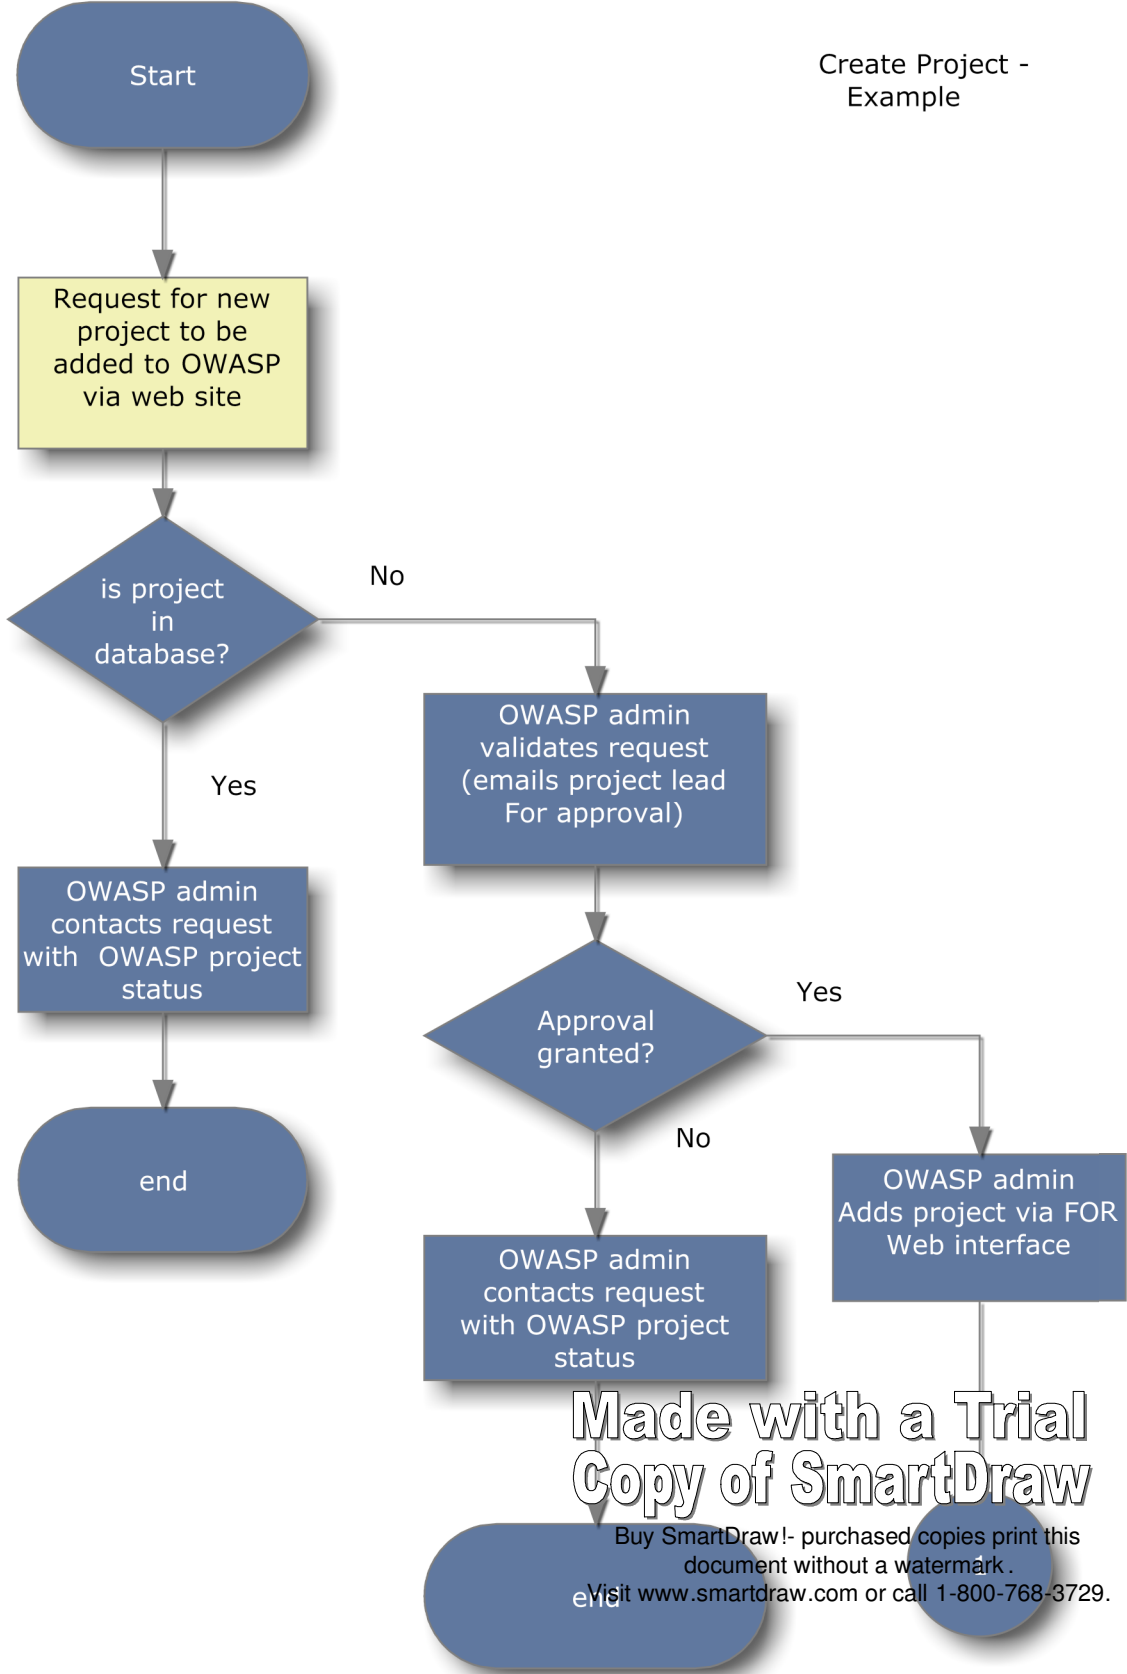 Start
Create Project -
Example
Request for new
project to be
added to OWASP
via web site
is project
in
database?
No
Yes
OWASP admin
validates request
(emails project lead
For approval)
OWASP admin
contacts request
with OWASP project
status
Approval
granted?
Yes
No
end
OWASP admin
Adds project via FOR
Web interface
OWASP admin
contacts request
with OWASP project
status
Made with a Trial
Copy of SmartDraw
Buy SmartDraw!- purchased copies print this
document without a watermark .
Visit www.smartdraw.com or call 1-800-768-3729.
end
1